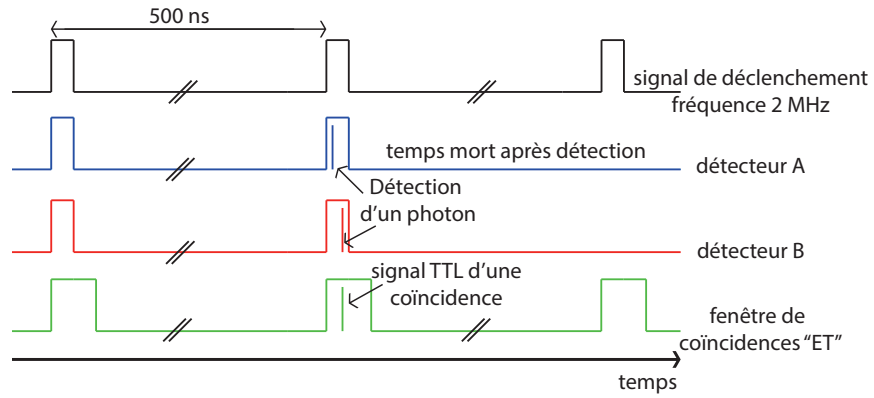 500 ns
signal de déclenchement
fréquence 2 MHz
temps mort après détection
détecteur A
Détection
d'un photon
détecteur B
signal TTL d'une
coïncidence
fenêtre de
coïncidences "ET"
temps